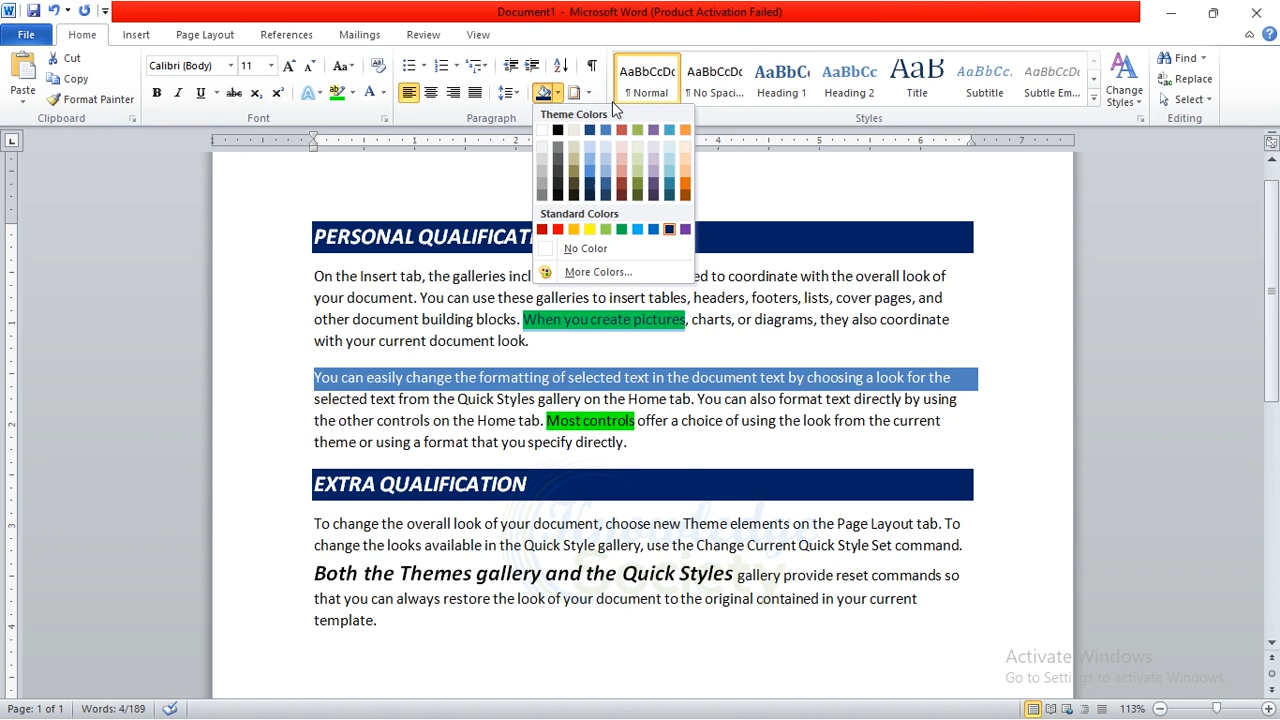 Document1 - Microsoft Word (Product Activation Failed)
File Home Insert Page Layout References Mailings Review View
Paste
Cut
Copy
Format Painter
Clipboard
Calibri (Body) 11
Font
Paragraph
AaBbCcDc AaBbCcDc AaBbC AaBbCc AaB AaBbCc. AaBbCcDc
¶ Normal ¶ No Spaci... Heading 1 Heading 2 Title Subtitle Subtle Em...
Change Styles
Styles
Find
Replace
Select
Editing
Theme Colors
Standard Colors
No Color
More Colors...
PERSONAL QUALIFICAT
On the Insert tab, the galleries incl ed to coordinate with the overall look of
your document. You can use these galleries to insert tables, headers, footers, lists, cover pages, and
other document building blocks. When you create pictures, charts, or diagrams, they also coordinate
with your current document look.
You can easily change the formatting of selected text in the document text by choosing a look for the
selected text from the Quick Styles gallery on the Home tab. You can also format text directly by using
the other controls on the Home tab. Most controls offer a choice of using the look from the current
theme or using a format that you specify directly.
EXTRA QUALIFICATION
To change the overall look of your document, choose new Theme elements on the Page Layout tab. To
change the looks available in the Quick Style gallery, use the Change Current Quick Style Set command.
Both the Themes gallery and the Quick Styles gallery provide reset commands so
that you can always restore the look of your document to the original contained in your current
template.
Knowledge
Society
Activate Windows
Go to Settings to activate Windows.
Page: 1 of 1 Words: 4/189 113%